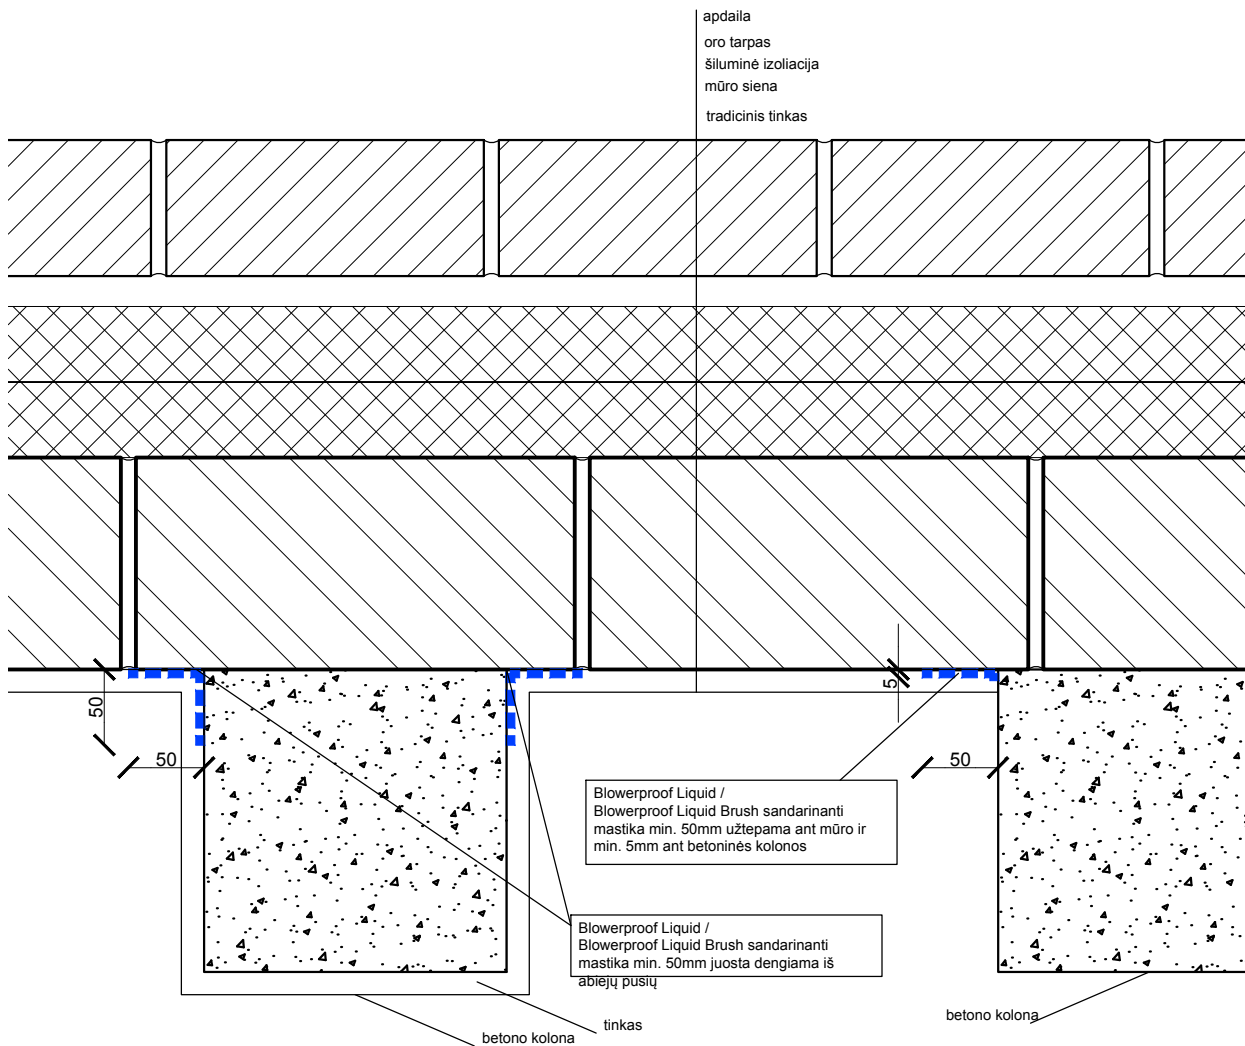 apdaila
oro tarpas
šiluminė izoliacija
mūro siena
tradicinis tinkas
50
50
5
50
Blowerproof Liquid /
Blowerproof Liquid Brush sandarinanti
mastika min. 50mm užtepama ant mūro ir
min. 5mm ant betoninės kolonos
Blowerproof Liquid /
Blowerproof Liquid Brush sandarinanti
mastika min. 50mm juosta dengiama iš
abiejų pusių
tinkas
betono kolona
betono kolona